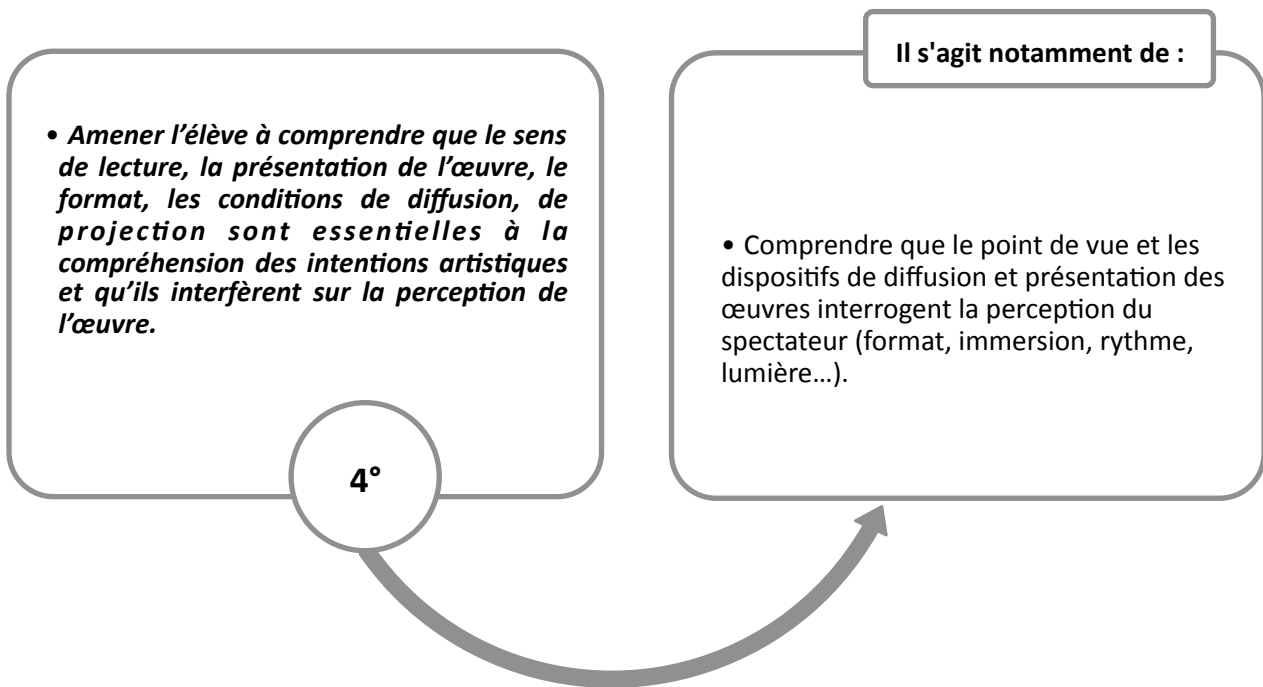 • Amener l’élève à comprendre que le sens
de lecture, la présentation de l’œuvre, le
format, les conditions de diffusion, de
projection sont essentielles à la
compréhension des intentions artistiques
et qu’ils interfèrent sur la perception de
l’œuvre.
4°
Il s'agit notamment de :
• Comprendre que le point de vue et les
dispositifs de diffusion et présentation des
œuvres interrogent la perception du
spectateur (format, immersion, rythme,
lumière…).